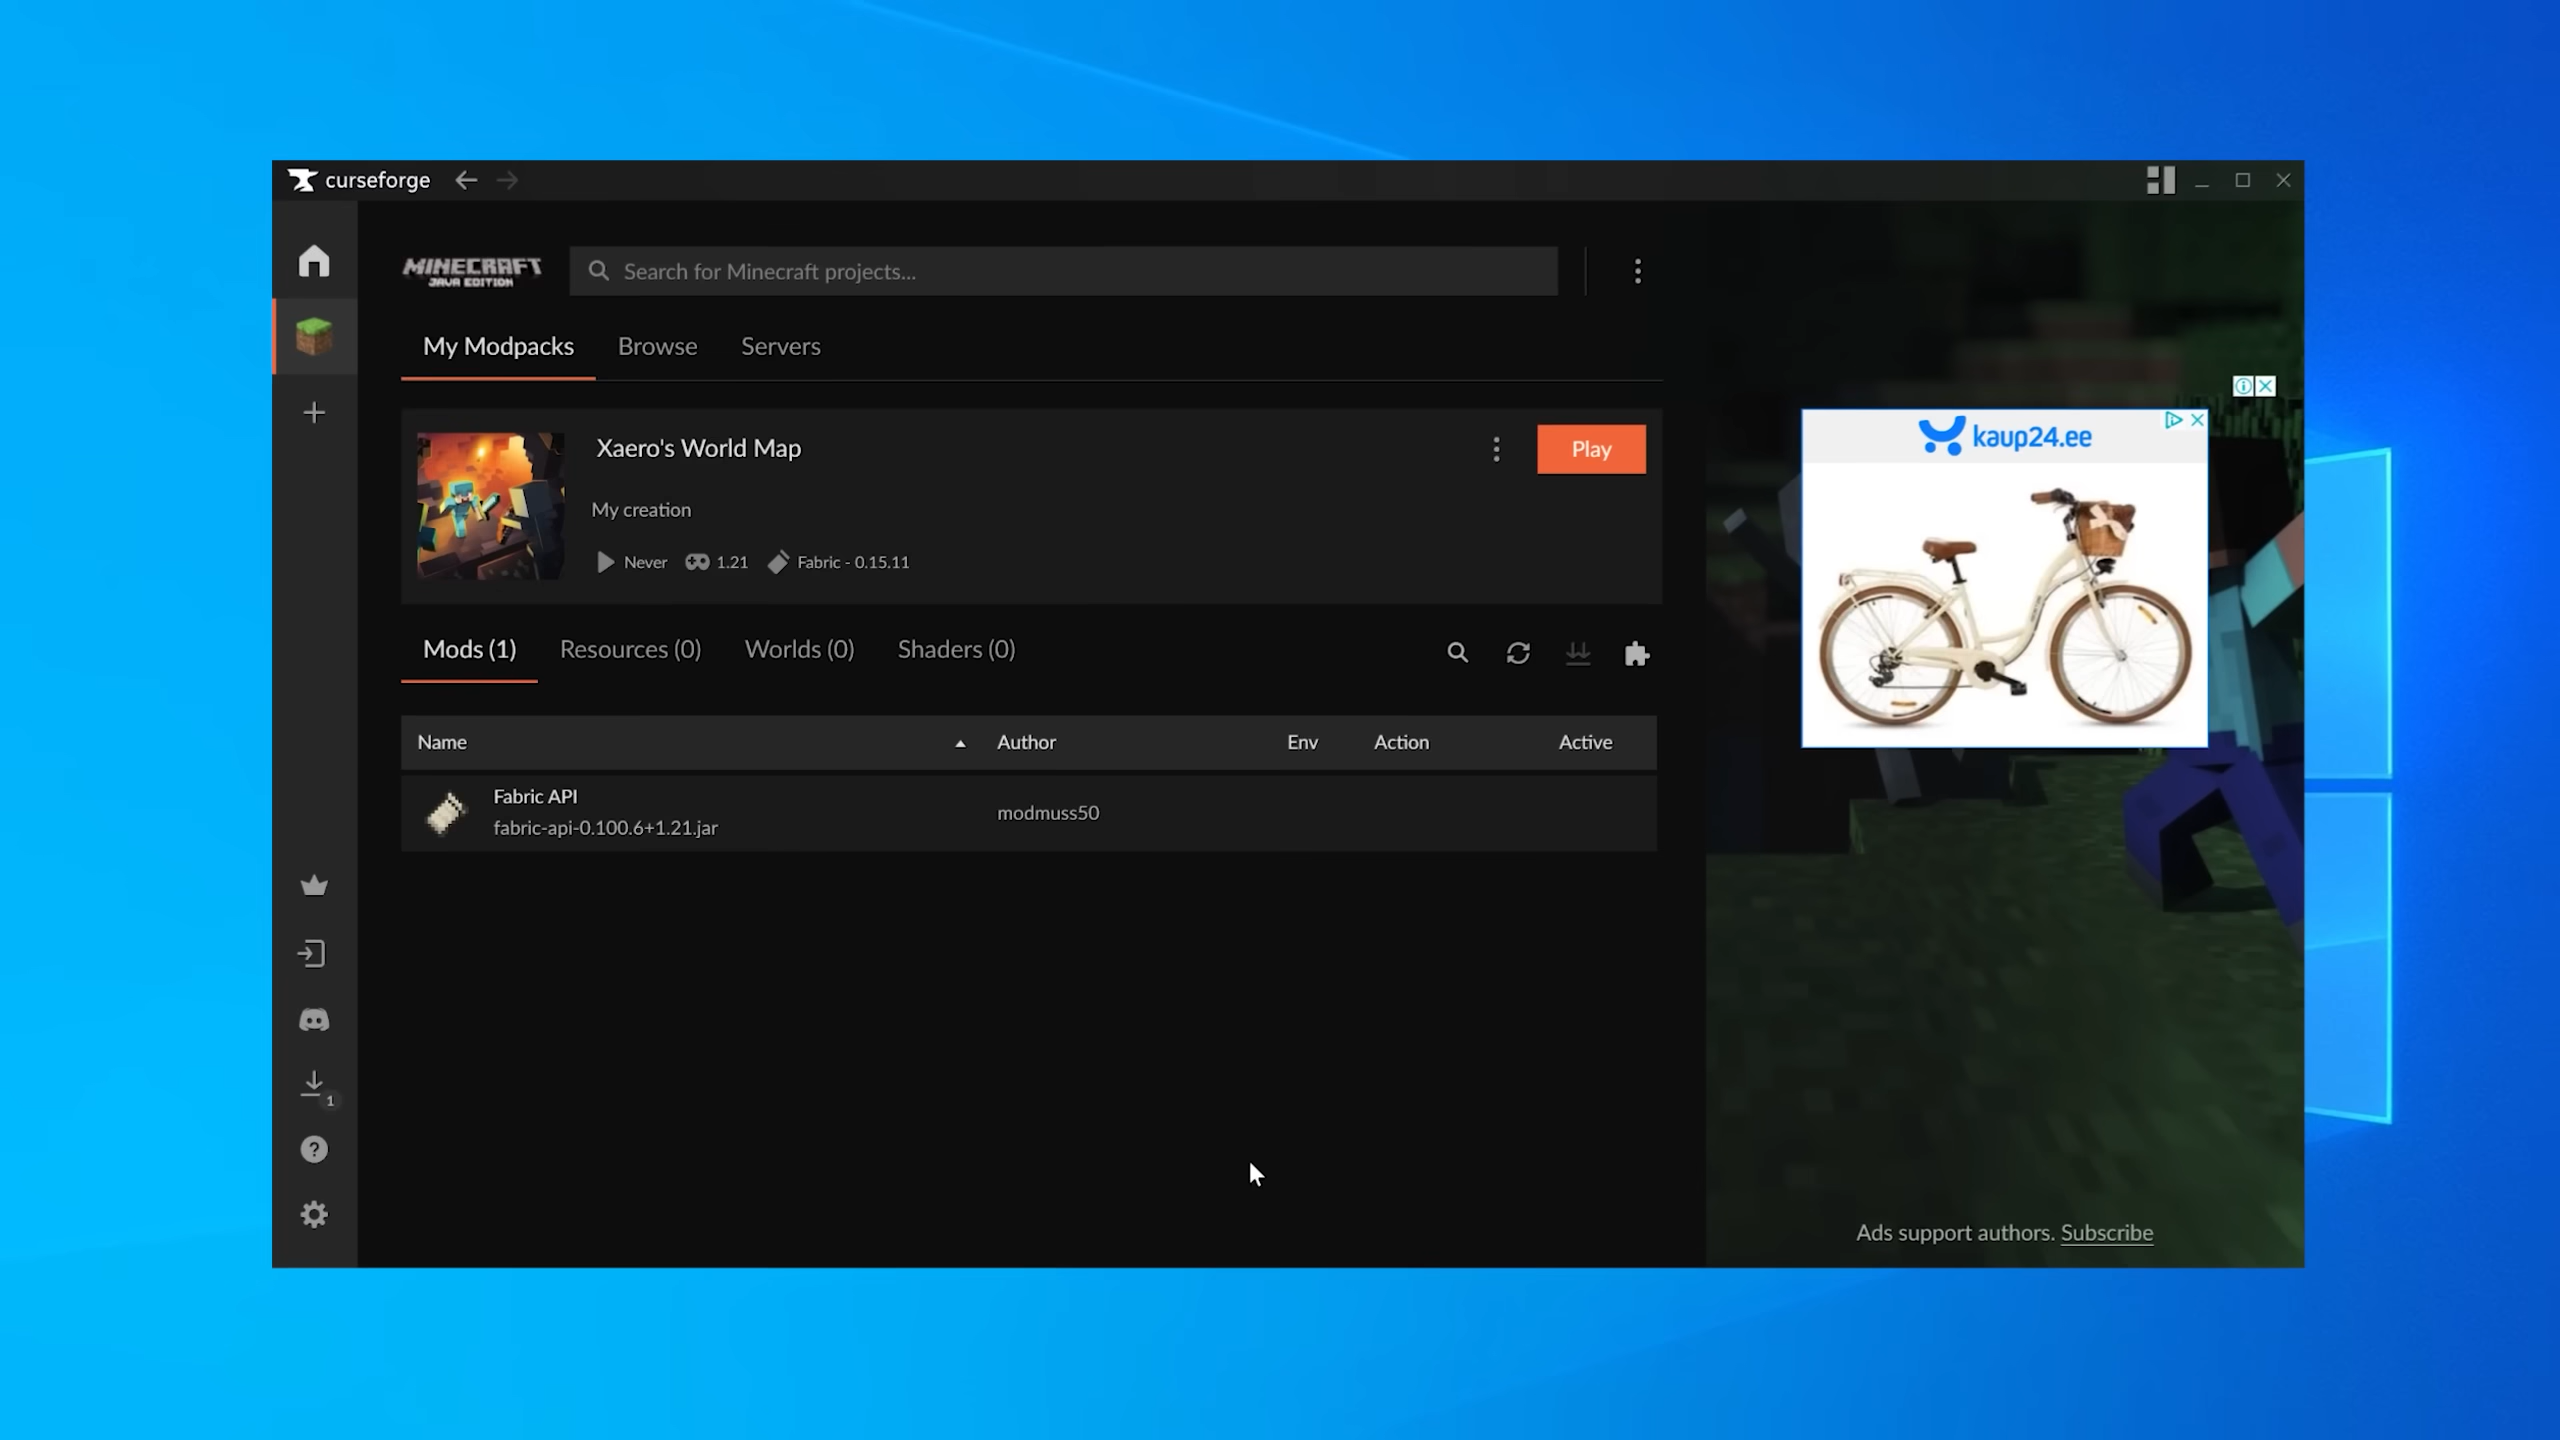 curseforge
MINECRAFT
JAVA EDITION
Search for Minecraft projects...
My Modpacks Browse Servers
Xaero's World Map
Play
My creation
Never 1.21 Fabric - 0.15.11
Mods (1) Resources (0) Worlds (0) Shaders (0)
Name Author Env Action Active
Fabric API
fabric-api-0.100.6+1.21.jar
modmuss50
1
kaup24.ee
Ads support authors. Subscribe